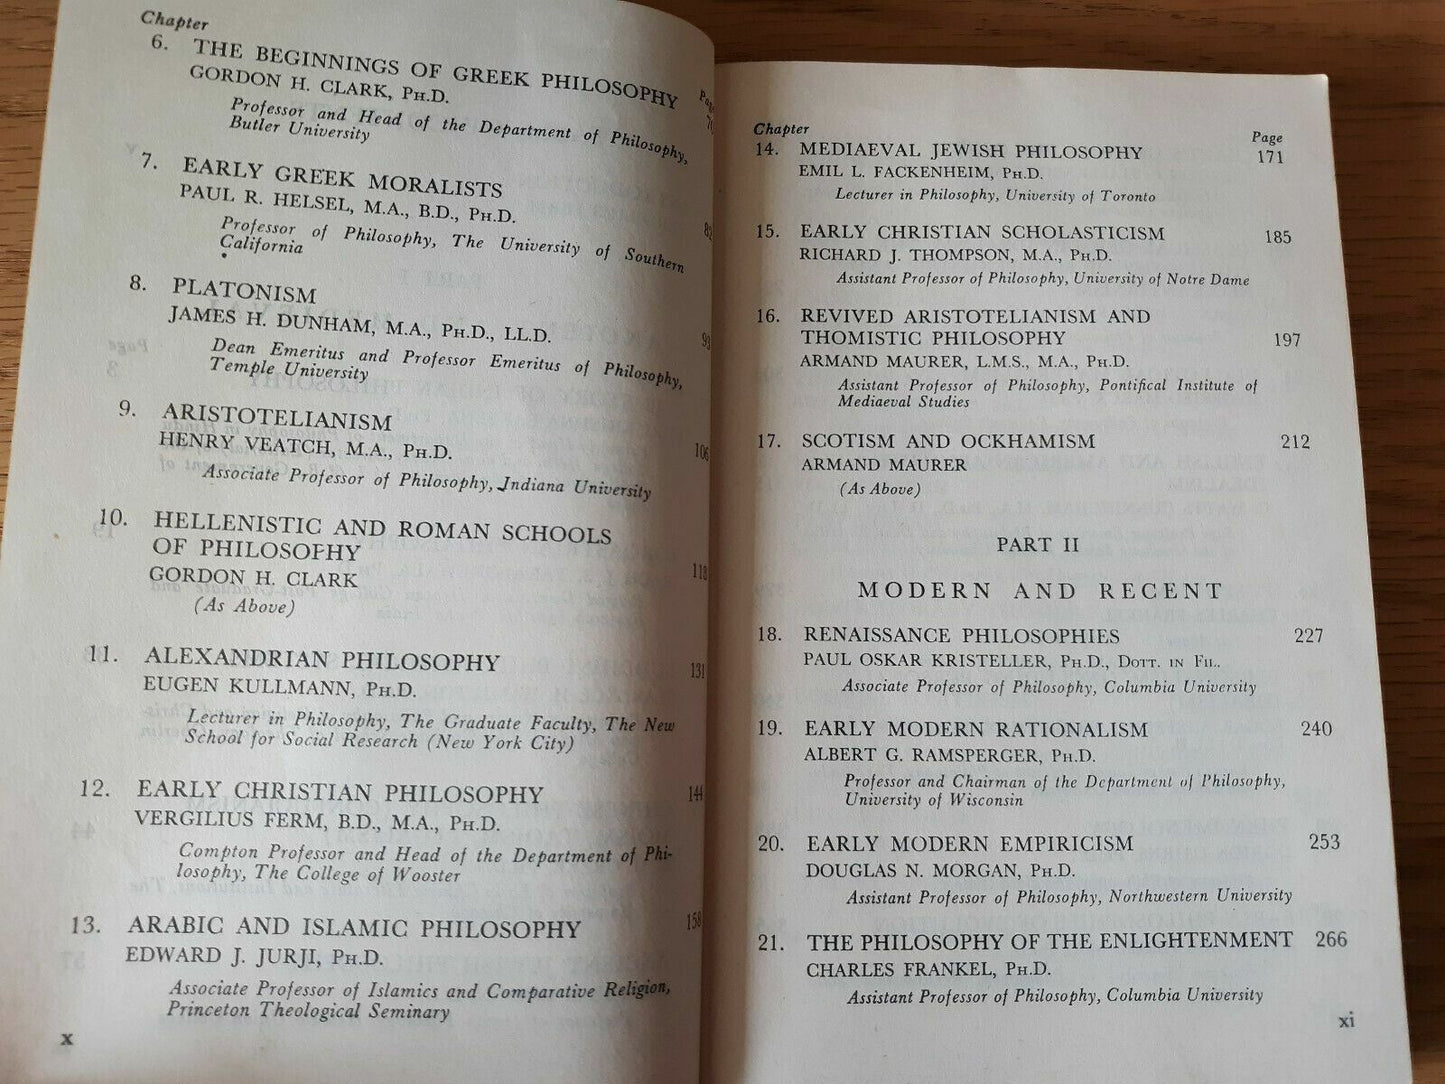 Chapter
Page
6. THE BEGINNINGS OF GREEK PHILOSOPHY
GORDON H. CLARK, PH.D.
Professor and Head of the Department of Philosophy,
Butler University
7. EARLY GREEK MORALISTS 82
PAUL R. HELSEL, M.A., B.D., PH.D.
Professor of Philosophy, The University of Southern
California
8. PLATONISM 93
JAMES H. DUNHAM, M.A., PH.D., LL.D.
Dean Emeritus and Professor Emeritus of Philosophy,
Temple University
9. ARISTOTELIANISM 106
HENRY VEATCH, M.A., PH.D.
Associate Professor of Philosophy, Indiana University
10. HELLENISTIC AND ROMAN SCHOOLS
OF PHILOSOPHY 118
GORDON H. CLARK
(As Above)
11. ALEXANDRIAN PHILOSOPHY 131
EUGEN KULLMANN, PH.D.
Lecturer in Philosophy, The Graduate Faculty, The New
School for Social Research (New York City)
12. EARLY CHRISTIAN PHILOSOPHY 144
VERGILIUS FERM, B.D., M.A., PH.D.
Compton Professor and Head of the Department of Phi-
losophy, The College of Wooster
13. ARABIC AND ISLAMIC PHILOSOPHY 158
EDWARD J. JURJI, PH.D.
Associate Professor of Islamics and Comparative Religion,
Princeton Theological Seminary
x
Chapter Page
14. MEDIAEVAL JEWISH PHILOSOPHY 171
EMIL L. FACKENHEIM, PH.D.
Lecturer in Philosophy, University of Toronto
15. EARLY CHRISTIAN SCHOLASTICISM 185
RICHARD J. THOMPSON, M.A., PH.D.
Assistant Professor of Philosophy, University of Notre Dame
16. REVIVED ARISTOTELIANISM AND
THOMISTIC PHILOSOPHY 197
ARMAND MAURER, L.M.S., M.A., PH.D.
Assistant Professor of Philosophy, Pontifical Institute of
Mediaeval Studies
17. SCOTISM AND OCKHAMISM 212
ARMAND MAURER
(As Above)
PART II
MODERN AND RECENT
18. RENAISSANCE PHILOSOPHIES 227
PAUL OSKAR KRISTELLER, PH.D., DOTT. IN FIL.
Associate Professor of Philosophy, Columbia University
19. EARLY MODERN RATIONALISM 240
ALBERT G. RAMSPERGER, PH.D.
Professor and Chairman of the Department of Philosophy,
University of Wisconsin
20. EARLY MODERN EMPIRICISM 253
DOUGLAS N. MORGAN, PH.D.
Assistant Professor of Philosophy, Northwestern University
21. THE PHILOSOPHY OF THE ENLIGHTENMENT 266
CHARLES FRANKEL, PH.D.
Assistant Professor of Philosophy, Columbia University
xi